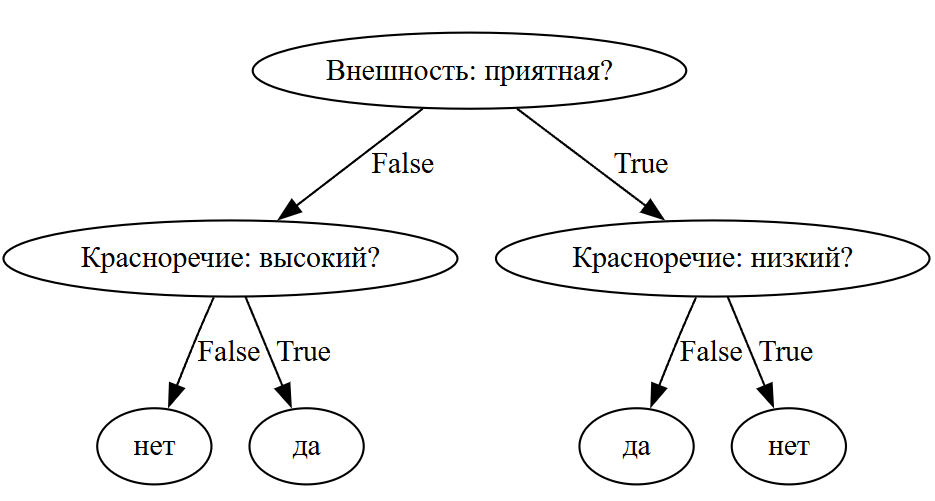 Внешность: приятная?
False
True
Красноречие: высокий?
Красноречие: низкий?
False
True
False
True
нет
да
да
нет